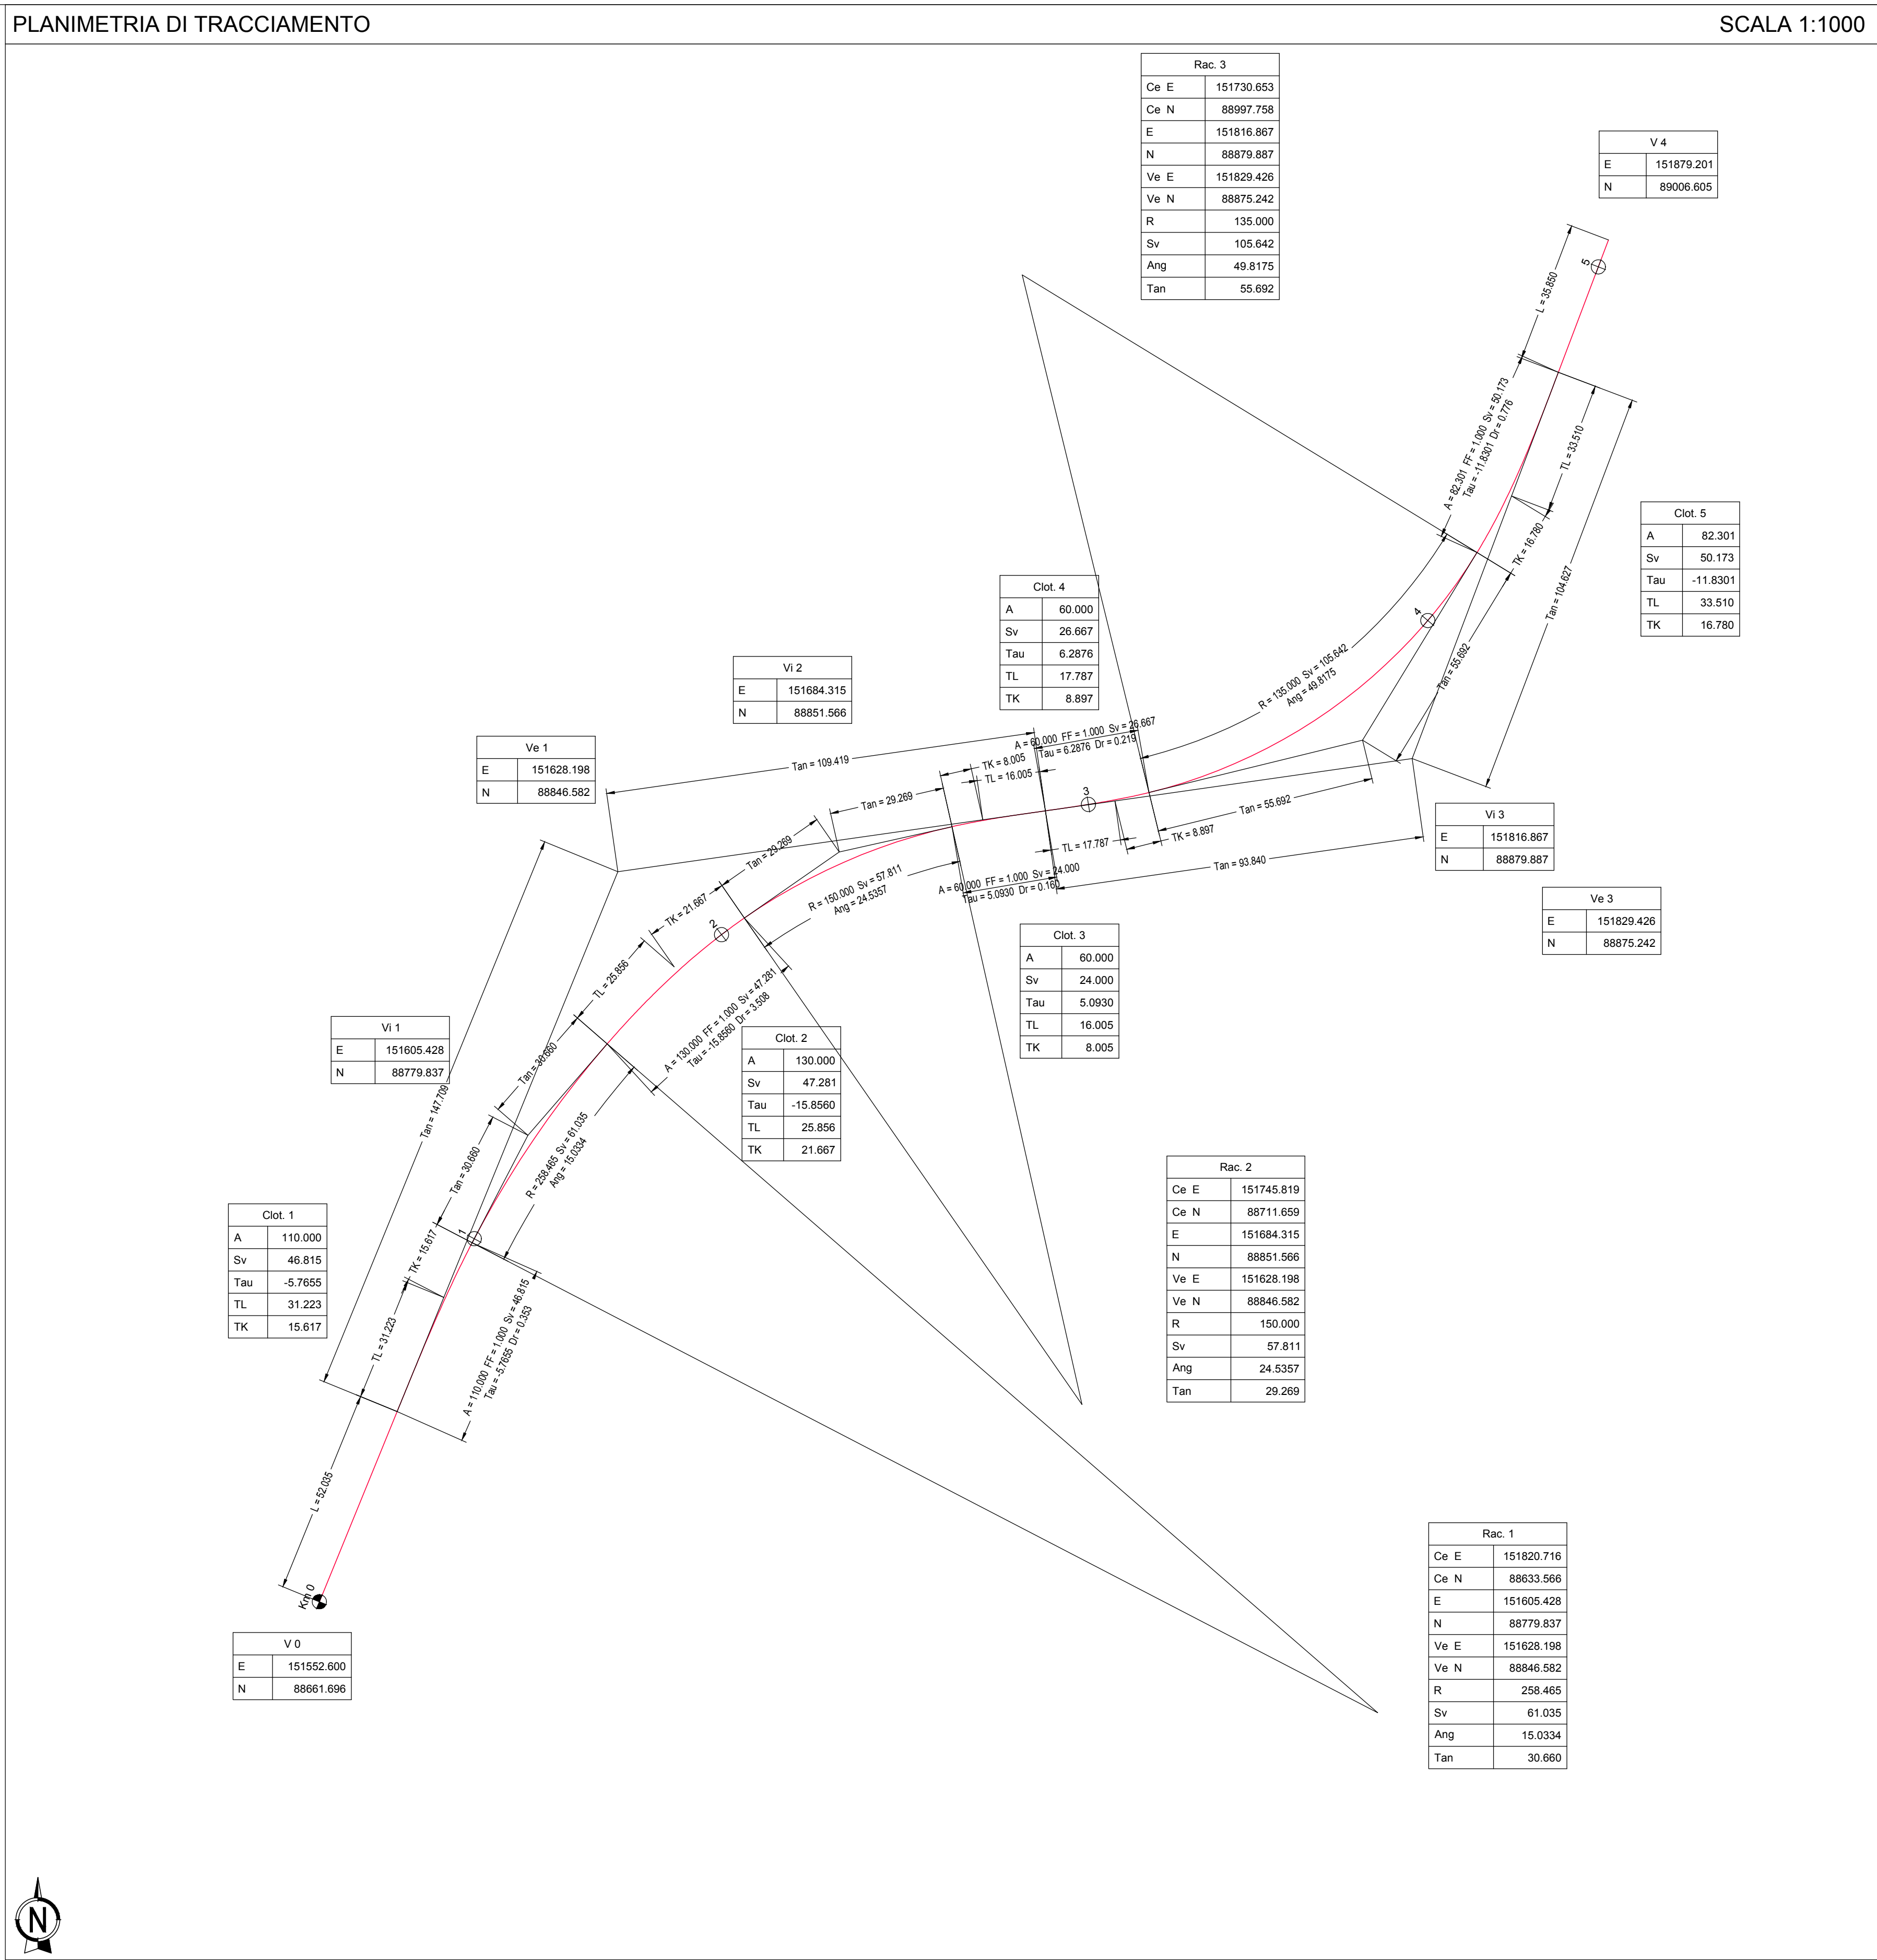 PLANIMETRIA DI TRACCIAMENTO
SCALA 1:1000
Rac. 3
Ce E 151730.653
Ce N 88997.758
E 151816.867
N 88879.887
Ve E 151829.426
Ve N 88875.242
R 135.000
Sv 105.642
Ang 49.8175
Tan 55.692
V 4
E 151879.201
N 89006.605
5
L = 35.850
A = 82.301 FF = 1.000 Sv = 50.173
Tau = -11.8301 Dr = 0.776
TL = 33.510
TK = 16.780
Tan = 104.627
Clot. 5
A 82.301
Sv 50.173
Tau -11.8301
TL 33.510
TK 16.780
Clot. 4
A 60.000
Sv 26.667
Tau 6.2876
TL 17.787
TK 8.897
4
Tan = 55.692
R = 135.000 Sv = 105.642
Ang = 49.8175
Vi 2
E 151684.315
N 88851.566
Ve 1
E 151628.198
N 88846.582
A = 60.000 FF = 1.000 Sv = 26.667
Tau = 6.2876 Dr = 0.219
Tan = 109.419
TK = 8.005
TL = 16.005
Tan = 29.269
3
Tan = 55.692
TK = 8.897
TL = 17.787
Tan = 93.840
Vi 3
E 151816.867
N 88879.887
Ve 3
E 151829.426
N 88875.242
Tan = 29.269
R = 150.000 Sv = 57.811
Ang = 24.5357
A = 60.000 FF = 1.000 Sv = 24.000
Tau = 5.0930 Dr = 0.160
TK = 21.667
2
TL = 25.856
Clot. 3
A 60.000
Sv 24.000
Tau 5.0930
TL 16.005
TK 8.005
A = 130.000 FF = 1.000 Sv = 47.281
Tau = -15.8560 Dr = 3.508
Clot. 2
A 130.000
Sv 47.281
Tau -15.8560
TL 25.856
TK 21.667
Vi 1
E 151605.428
N 88779.837
Tan = 30.660
Tan = 147.709
Tan = 30.660
R = 258.465 Sv = 61.035
Ang = 15.0334
Rac. 2
Ce E 151745.819
Ce N 88711.659
E 151684.315
N 88851.566
Ve E 151628.198
Ve N 88846.582
R 150.000
Sv 57.811
Ang 24.5357
Tan 29.269
Clot. 1
A 110.000
Sv 46.815
Tau -5.7655
TL 31.223
TK 15.617
1
TK = 15.617
TL = 31.223
A = 110.000 FF = 1.000 Sv = 46.815
Tau = -5.7655 Dr = 0.353
L = 52.035
Km 0
V 0
E 151552.600
N 88661.696
Rac. 1
Ce E 151820.716
Ce N 88633.566
E 151605.428
N 88779.837
Ve E 151628.198
Ve N 88846.582
R 258.465
Sv 61.035
Ang 15.0334
Tan 30.660
N